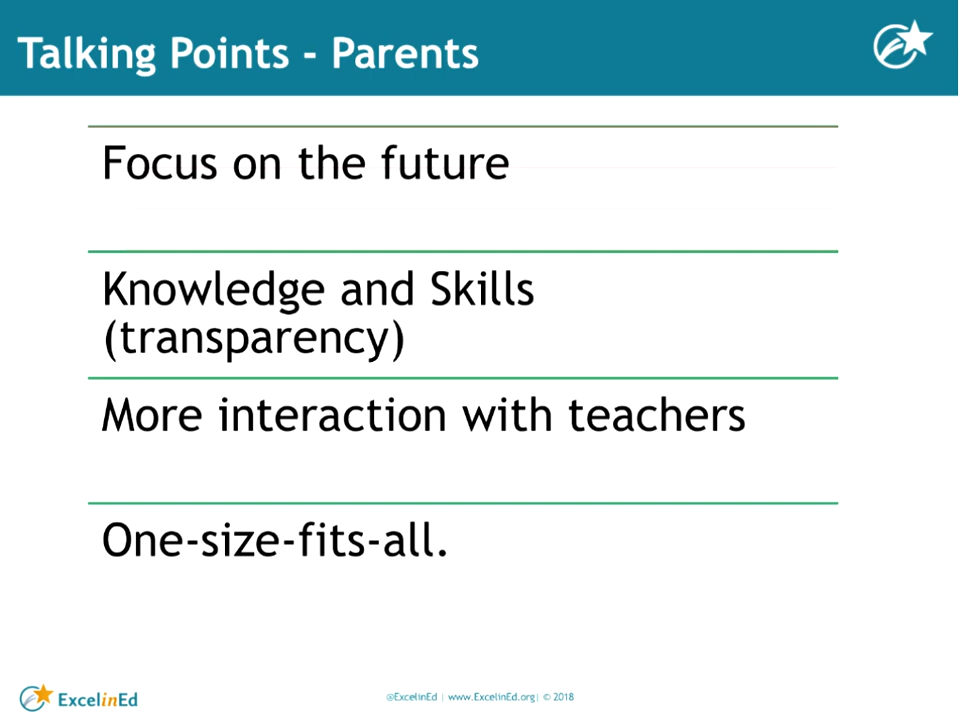 Talking Points - Parents
Focus on the future
Knowledge and Skills
(transparency)
More interaction with teachers
One-size-fits-all.
ExcelinEd
@ExcelinEd | www.ExcelinEd.org| © 2018